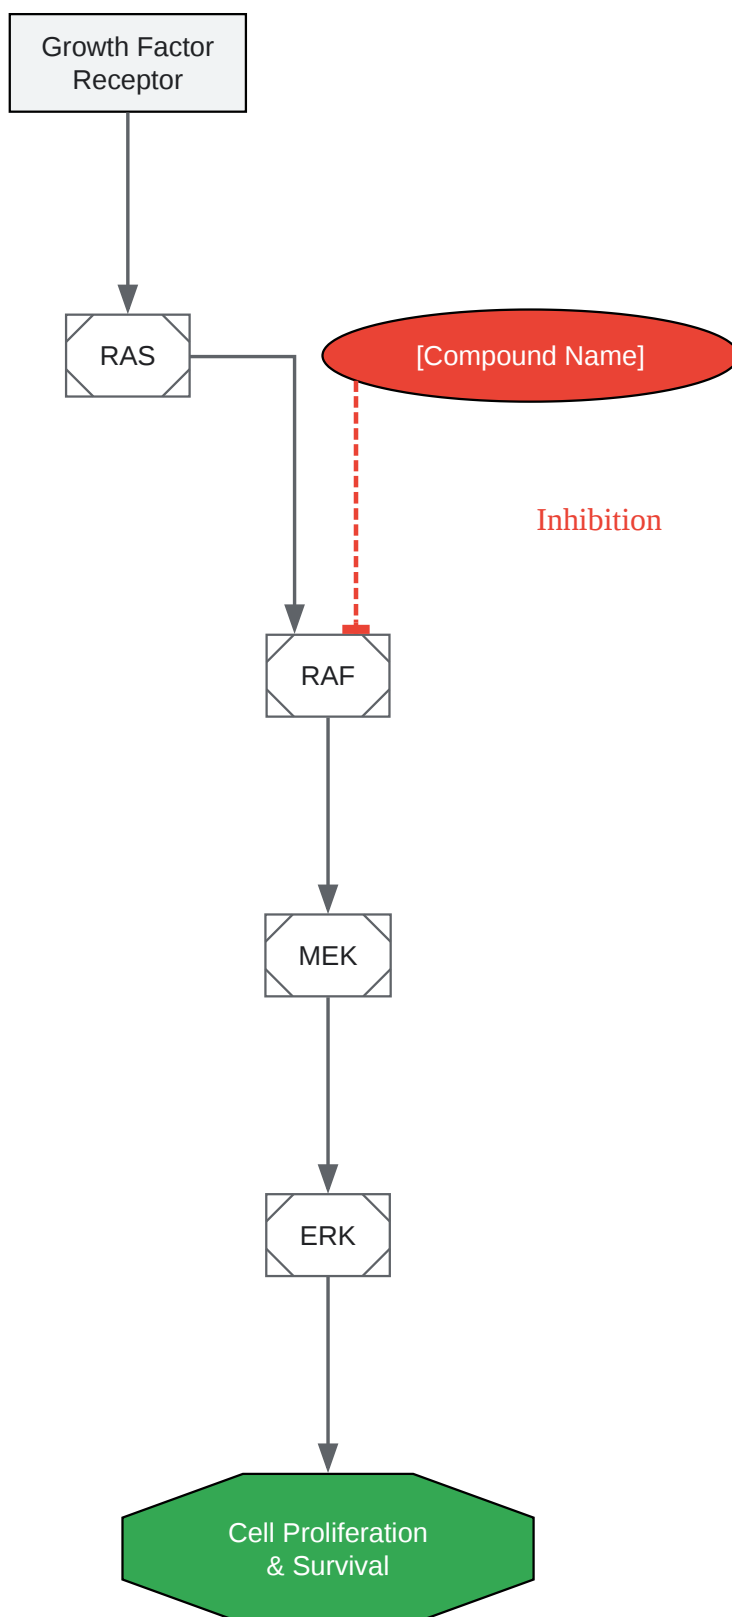 Growth Factor
Receptor
RAS
[Compound Name]
Inhibition
RAF
MEK
ERK
Cell Proliferation
& Survival